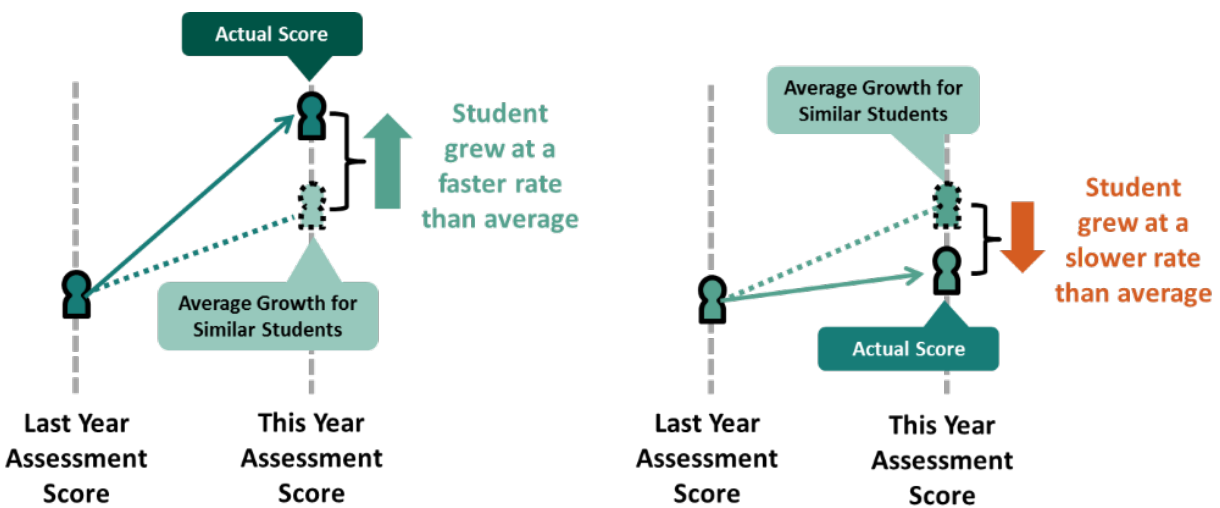 Actual Score
Student
grew at a
faster rate
than average
Average Growth for
Similar Students
Last Year
Assessment
Score
This Year
Assessment
Score
Average Growth for
Similar Students
Student
grew at a
slower rate
than average
Actual Score
Last Year
Assessment
Score
This Year
Assessment
Score